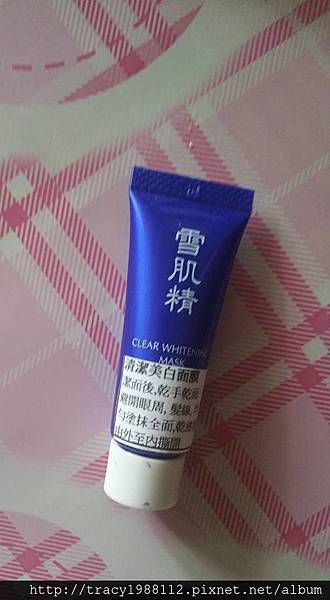 雪肌精
CLEAR WHITENING
MASK
清潔美白面膜
潔面後,乾手乾面
避開眼周,髮線,
勻塗抹全面,乾
由外至內撕開
http://tracy1988112.pixnet.net/album